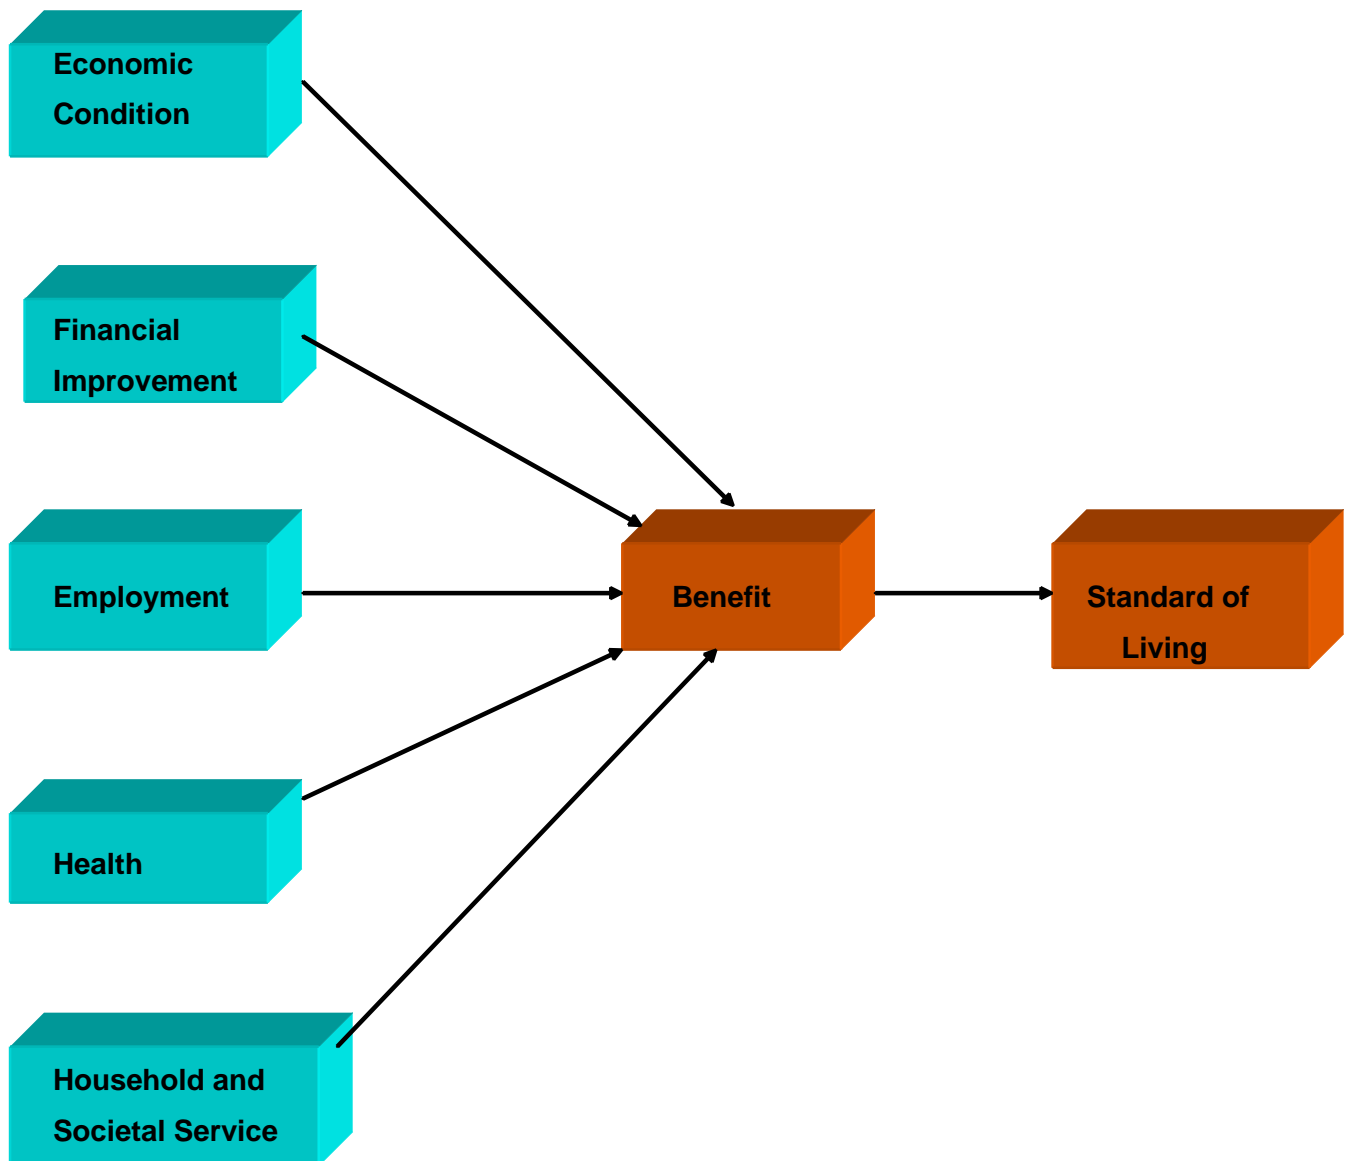 Economic
Condition
Financial
Improvement
Employment
Benefit
Standard of
Living
Health
Household and
Societal Service